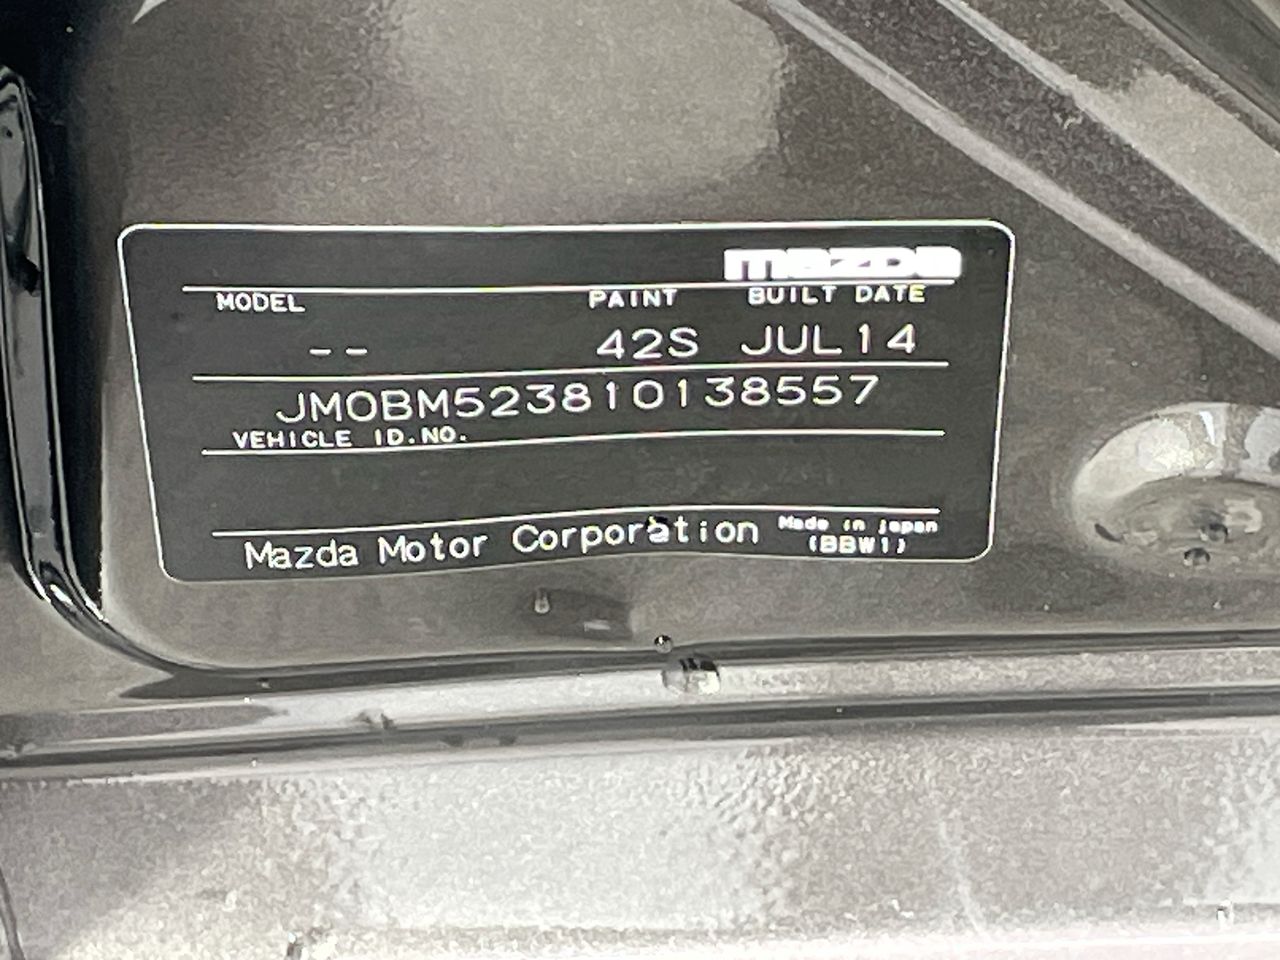 mazda
MODEL PAINT BUILT DATE
-- 42S JUL14
JM0BM523810138557
VEHICLE ID.NO.
Mazda Motor Corporation Made in Japan
(BBW1)